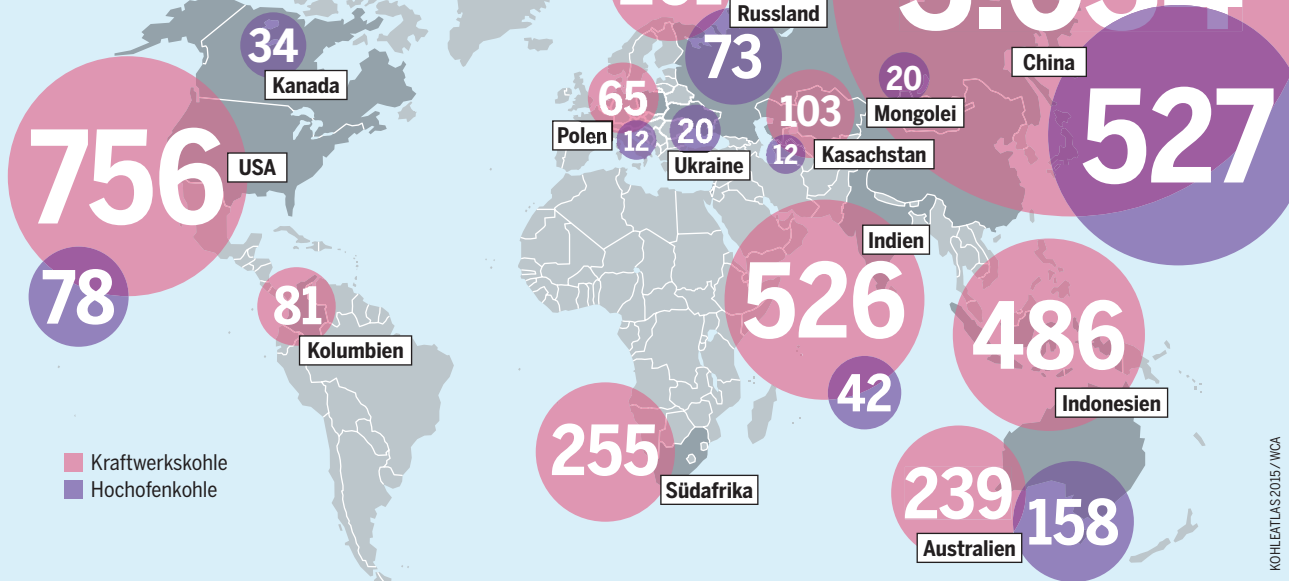 Russland
34
73
China
Kanada
20
527
65
103
Mongolei
756
Polen
12
20
USA
Ukraine
12
Kasachstan
Indien
526
78
81
486
Kolumbien
42
Indonesien
255
Kraftwerkskohle
239
Hochofenkohle
Südafrika
158
Australien
KOHLEATLAS 2015 / WCA